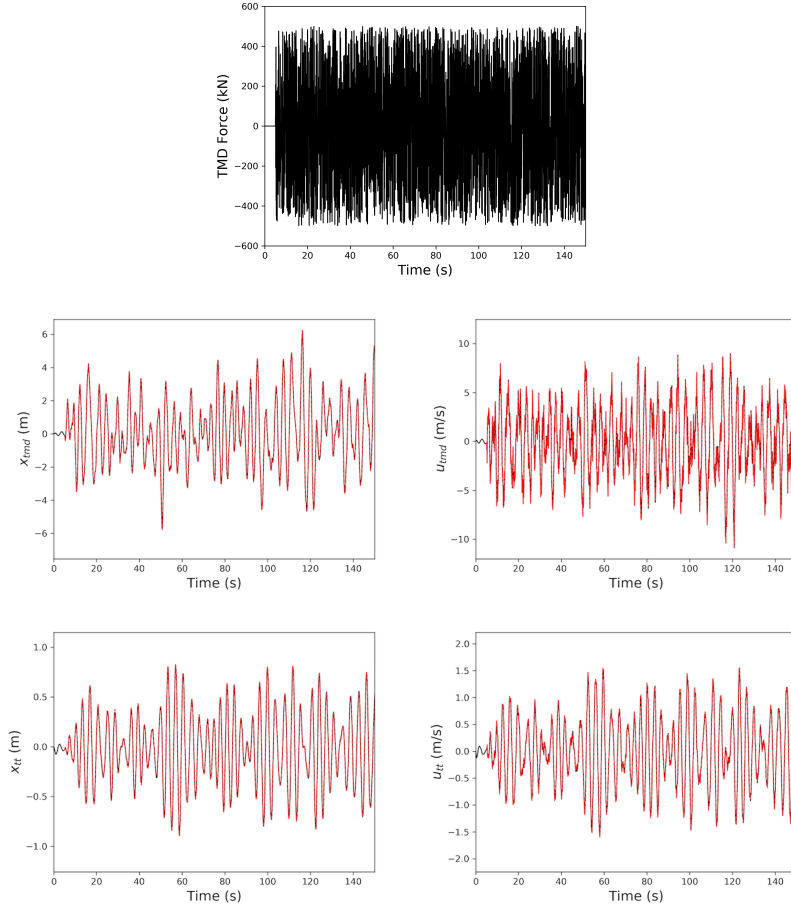 600
400
200
0
−200
−400
−600
TMD Force (kN)
0 20 40 60 80 100 120 140
Time (s)
6
4
2
0
−2
−4
−6
x_tmd (m)
0 20 40 60 80 100 120 140
Time (s)
10
5
0
−5
−10
u_tmd (m/s)
0 20 40 60 80 100 120 140
Time (s)
1.0
0.5
0.0
−0.5
−1.0
x_tt (m)
0 20 40 60 80 100 120 140
Time (s)
2.0
1.5
1.0
0.5
0.0
−0.5
−1.0
−1.5
−2.0
u_tt (m/s)
0 20 40 60 80 100 120 140
Time (s)